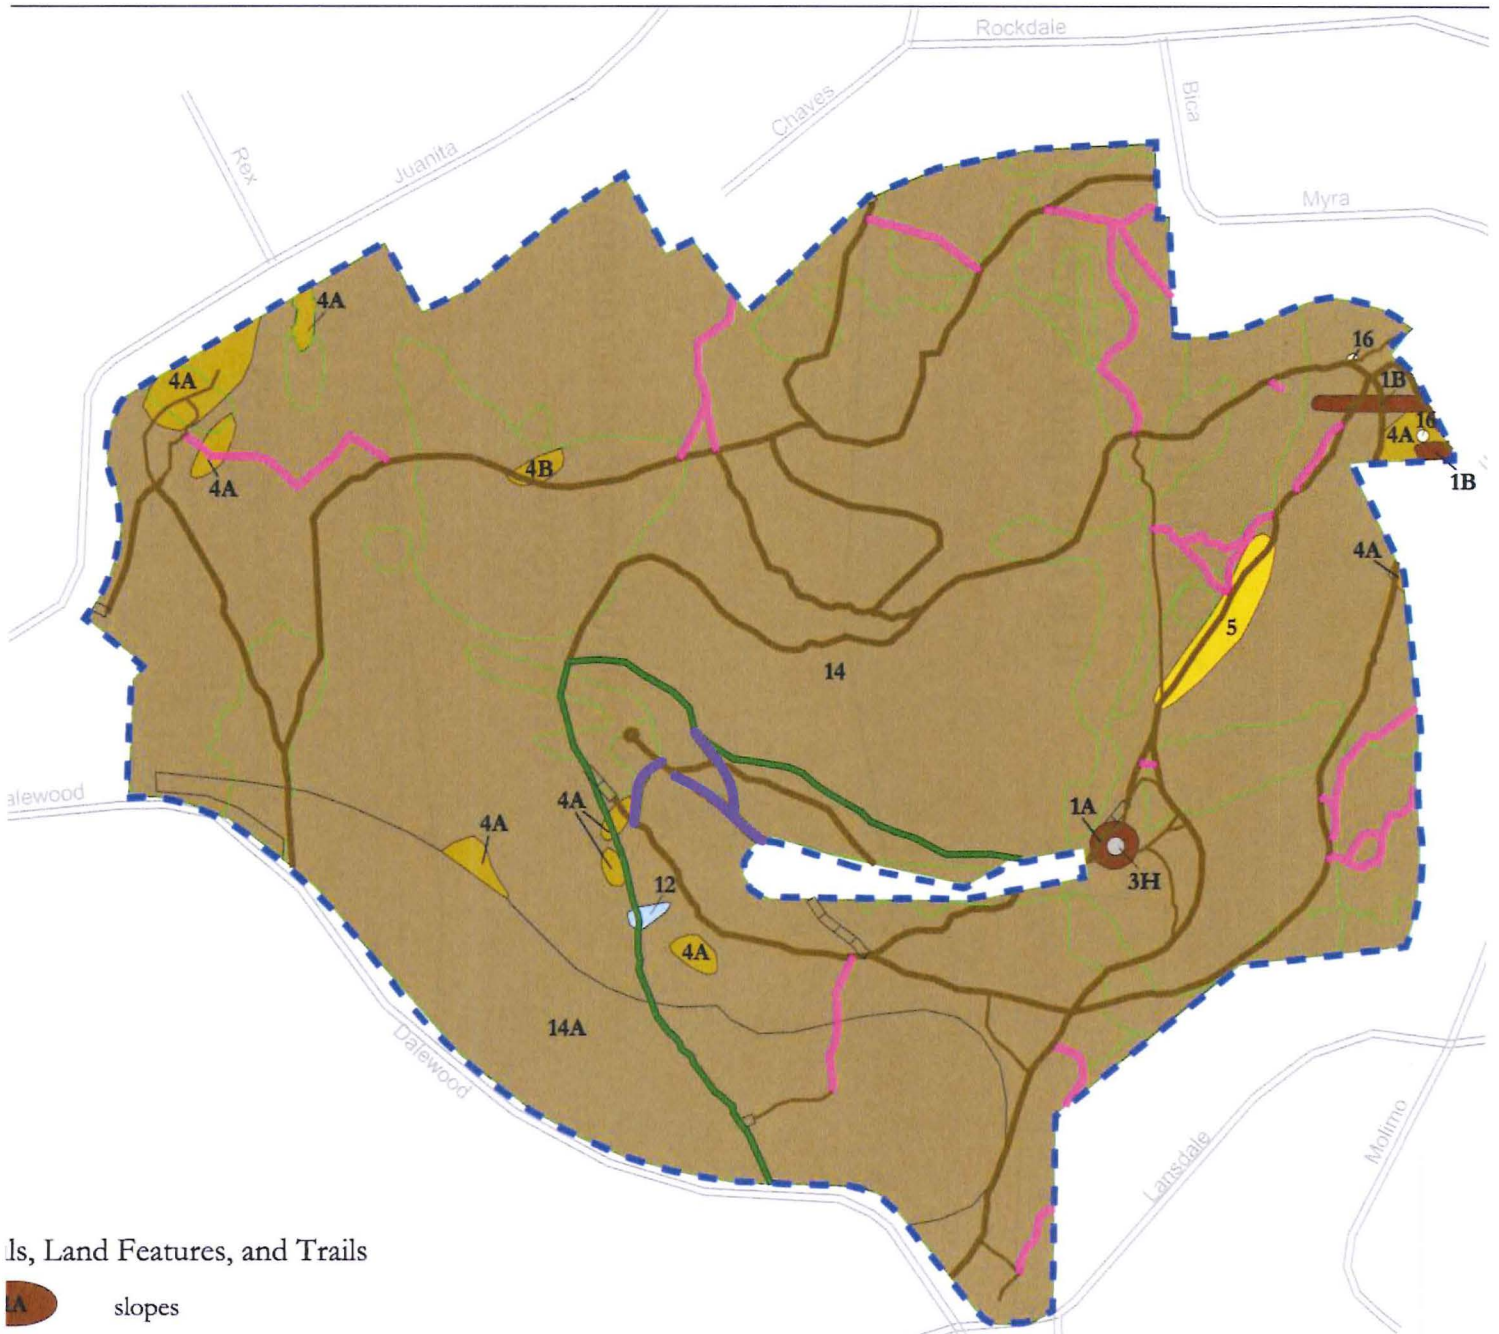 Rockdale
Chaves
Bica
Juanita
Rex
Myra
4A
16
4A
1B
16
4A
4B
4A
1B
4A
5
14
alewood
4A
1A
4A
3H
12
4A
14A
Dalewood
Molimo
Lansdale
ls, Land Features, and Trails
A
slopes